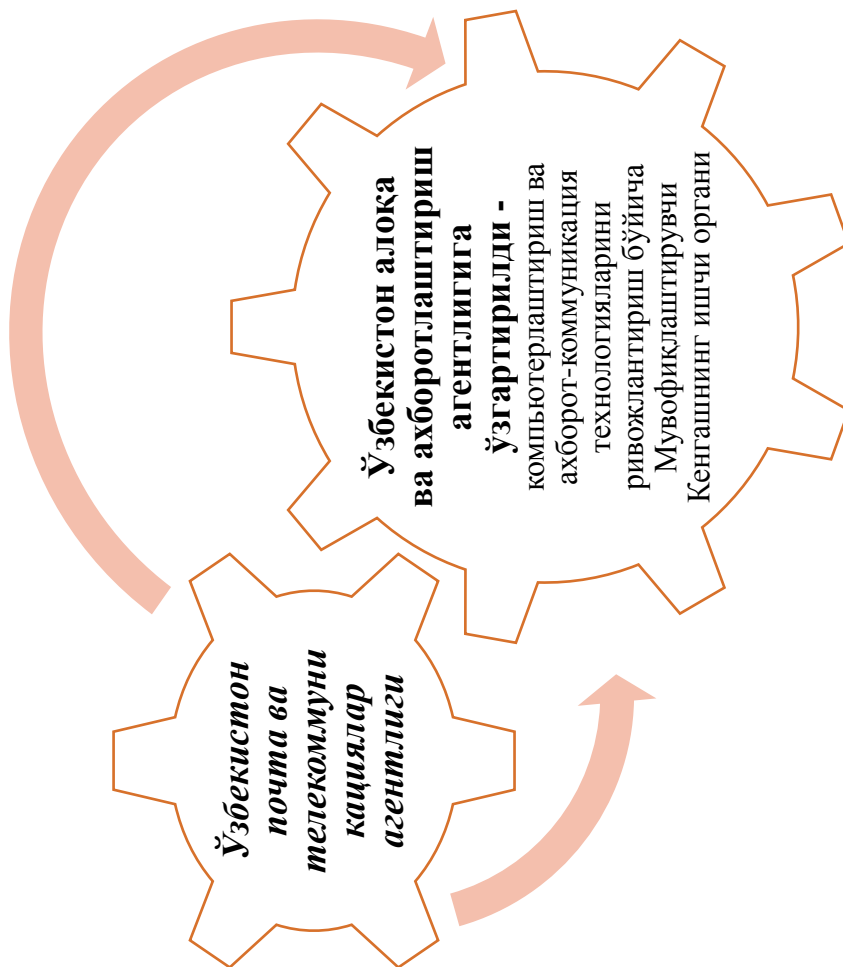 Ўзбекистон
почта ва
телекоммуни
кациялар
агентлиги
Ўзбекистон алоқа
ва ахборотлаштириш
агентлигига
ўзгартирилди -
компьютерлаштириш ва
ахборот-коммуникация
технологияларини
ривожлантириш бўйича
Мувофиқлаштирувчи
Кенгашнинг ишчи органи